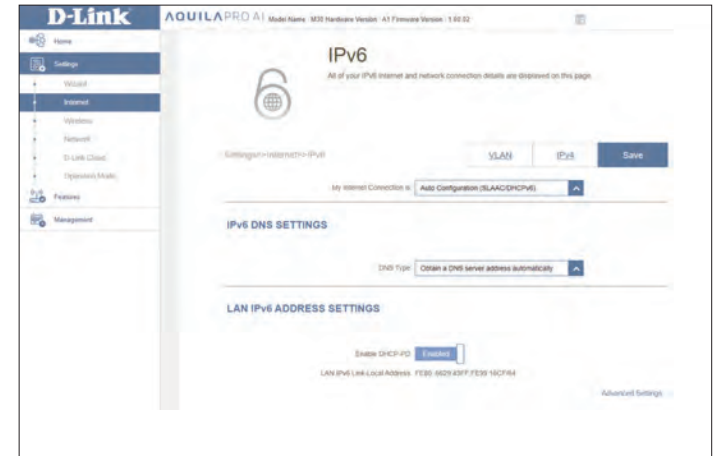 D-Link
AQUILA PRO AI Model Name : M30 Hardware Version : A1 Firmware Version : 1.00.02
Home
Settings
Wizard
Internet
Wireless
Network
D-Link Cloud
Operation Mode
Features
Management
IPv6
All of your IPv6 Internet and network connection details are displayed on this page.
Settings>>Internet>>IPv6
VLAN
IPv4
Save
My Internet Connection is
Auto Configuration (SLAAC/DHCPv6)
IPv6 DNS SETTINGS
DNS Type
Obtain a DNS server address automatically
LAN IPv6 ADDRESS SETTINGS
Enable DHCP-PD
Enabled
LAN IPv6 Link-Local Address
Advanced Settings